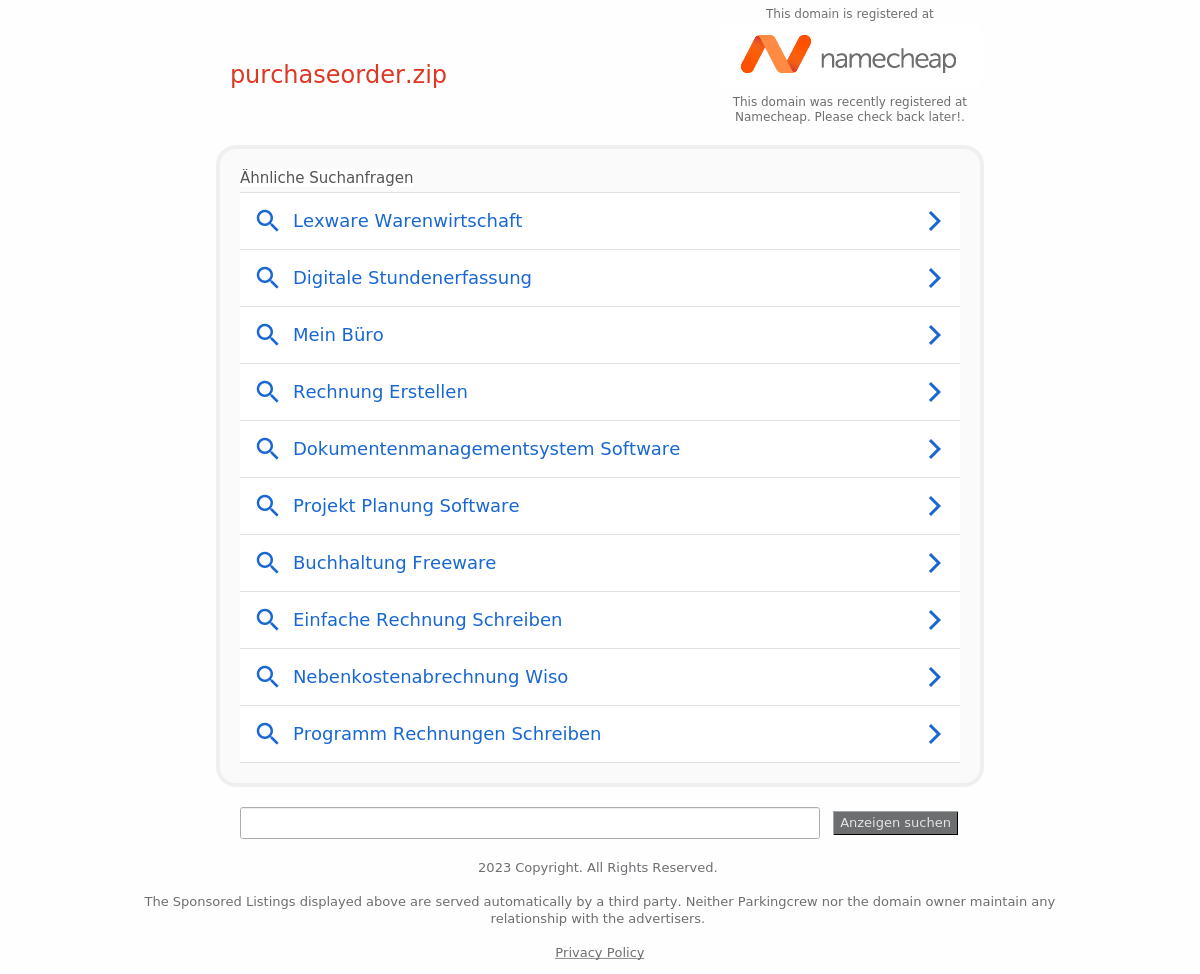 This domain is registered at
namecheap
purchaseorder.zip
This domain was recently registered at
Namecheap. Please check back later!.
Ähnliche Suchanfragen
Lexware Warenwirtschaft
Digitale Stundenerfassung
Mein Büro
Rechnung Erstellen
Dokumentenmanagementsystem Software
Projekt Planung Software
Buchhaltung Freeware
Einfache Rechnung Schreiben
Nebenkostenabrechnung Wiso
Programm Rechnungen Schreiben
Anzeigen suchen
2023 Copyright. All Rights Reserved.
The Sponsored Listings displayed above are served automatically by a third party. Neither Parkingcrew nor the domain owner maintain any
relationship with the advertisers.
Privacy Policy